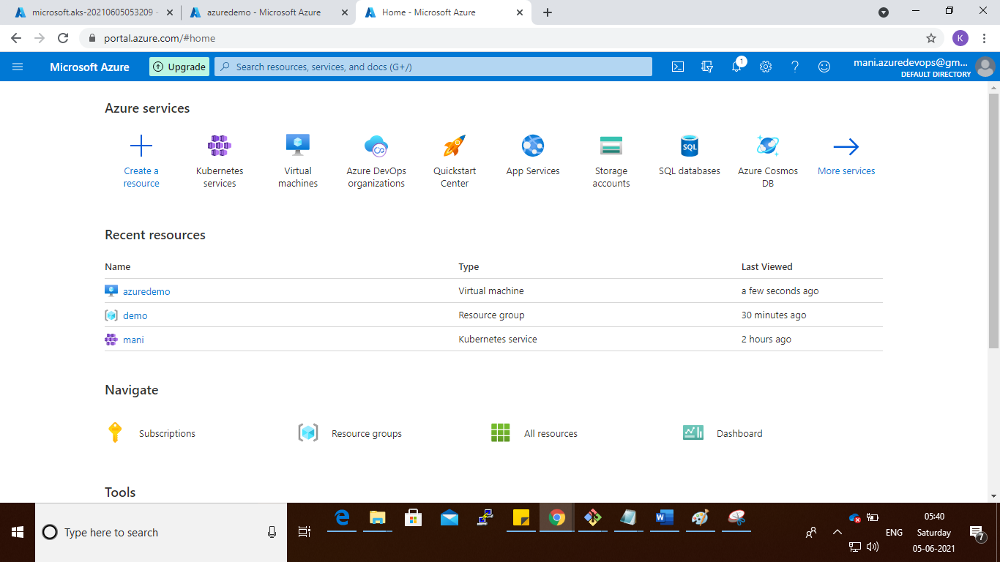 microsoft.aks-20210605053209 -
azuredemo - Microsoft Azure
Home - Microsoft Azure
portal.azure.com/#home
K
Microsoft Azure
Upgrade
Search resources, services, and docs (G+/)
1
mani.azuredevops@gm...
DEFAULT DIRECTORY
Azure services
Create a resource
Kubernetes services
Virtual machines
Azure DevOps organizations
Quickstart Center
App Services
Storage accounts
SQL
SQL databases
Azure Cosmos DB
More services
Recent resources
Name Type Last Viewed
azuredemo Virtual machine a few seconds ago
demo Resource group 30 minutes ago
mani Kubernetes service 2 hours ago
Navigate
Subscriptions Resource groups All resources Dashboard
Tools
Type here to search
ENG
05:40
Saturday
05-06-2021
7